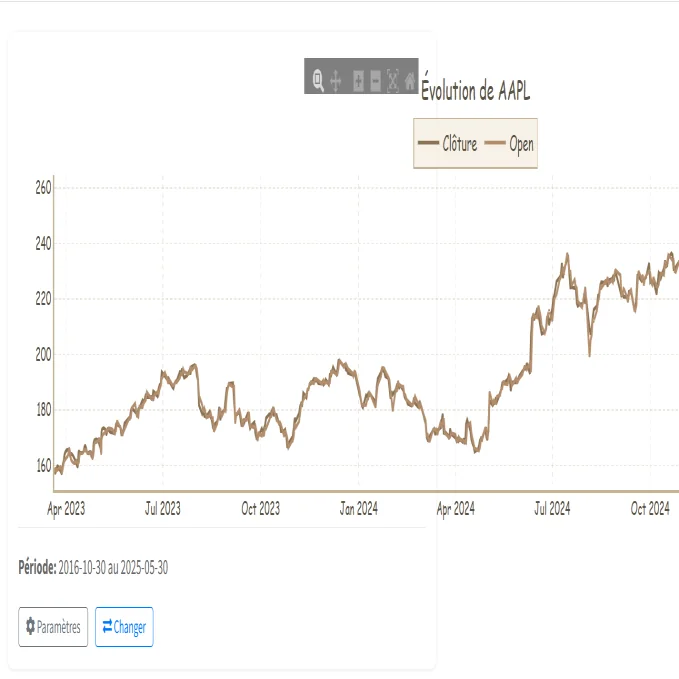 Évolution de AAPL
Clôture Open
260
240
220
200
180
160
Apr 2023 Jul 2023 Oct 2023 Jan 2024 Apr 2024 Jul 2024 Oct 2024
Période: 2016-10-30 au 2025-05-30
Paramètres Changer